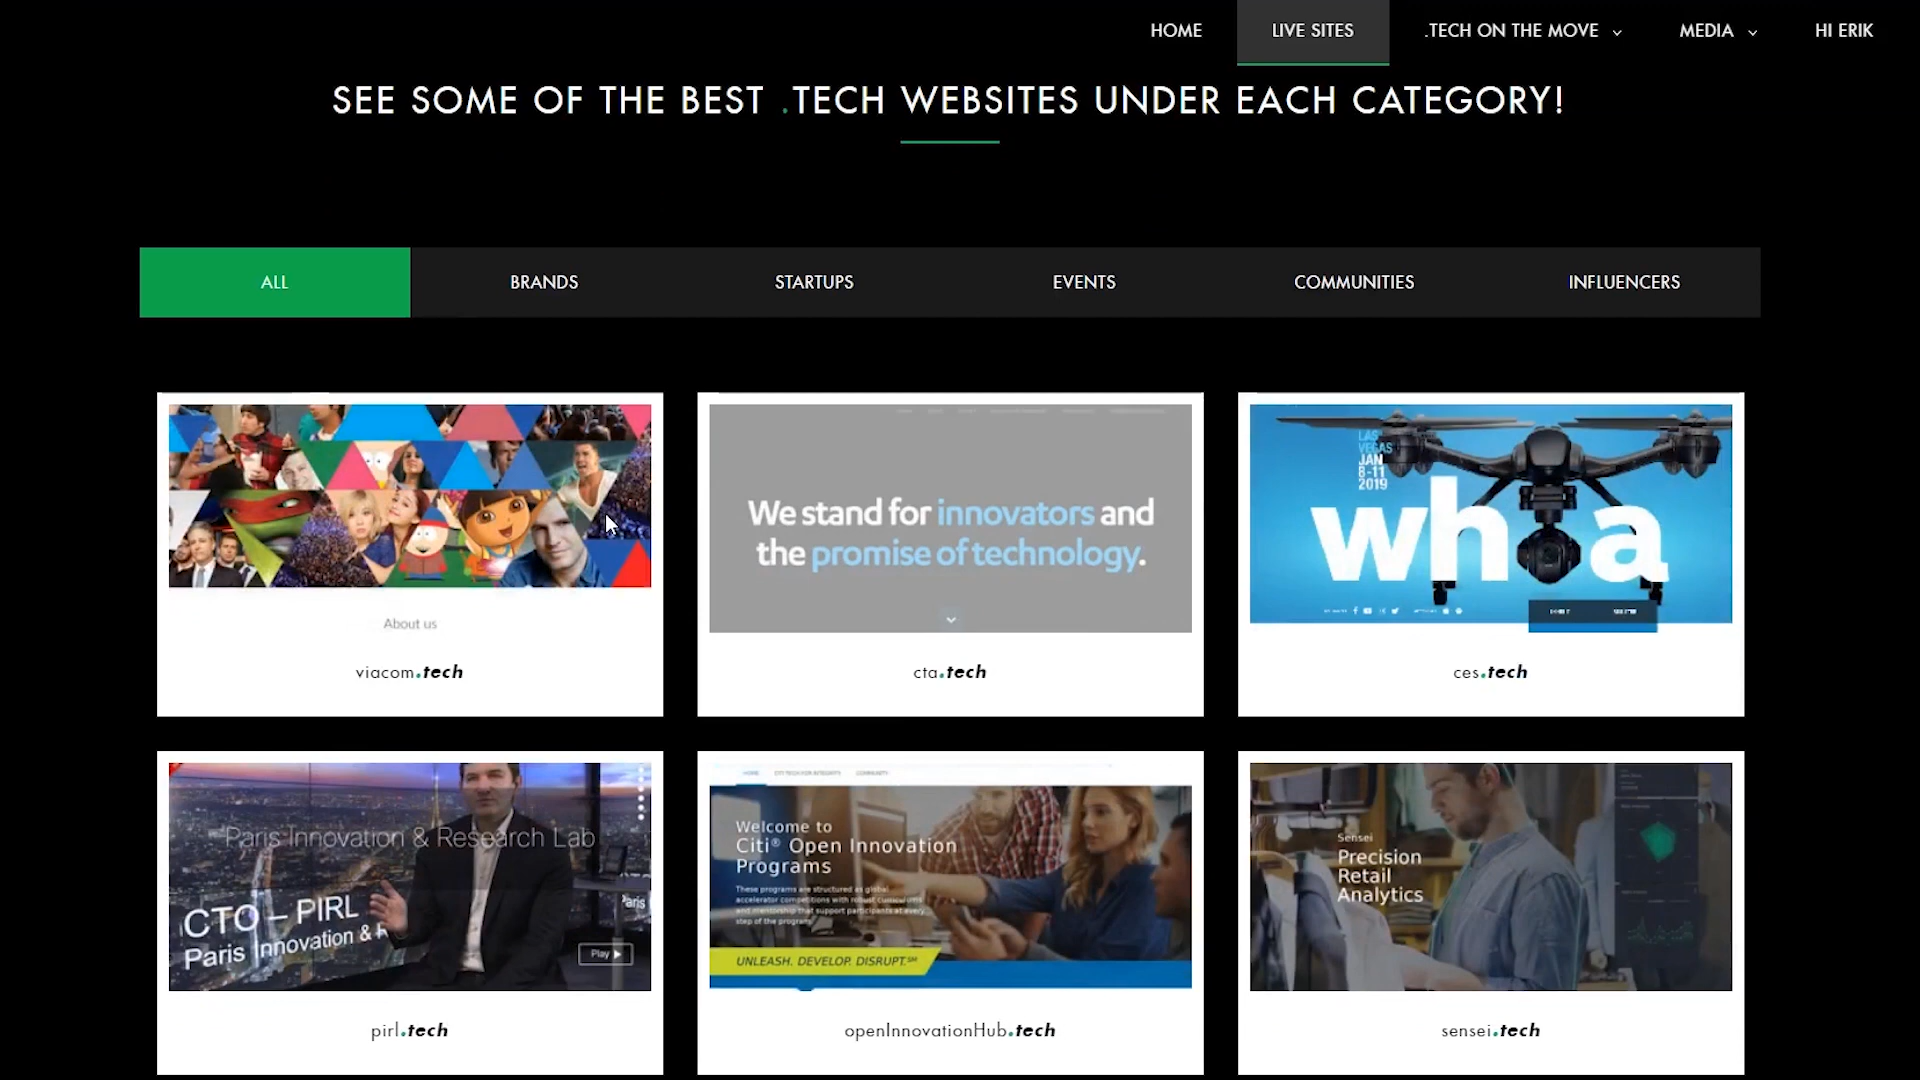 HOME
LIVE SITES
.TECH ON THE MOVE
MEDIA
HI ERIK
SEE SOME OF THE BEST .TECH WEBSITES UNDER EACH CATEGORY!
ALL
BRANDS
STARTUPS
EVENTS
COMMUNITIES
INFLUENCERS
About us
viacom.tech
We stand for innovators and
the promise of technology.
cta.tech
LAS
VEGAS
JAN
8-11
2019
whoa
ces.tech
Paris Innovation & Research Lab
CTO – PIRL
Paris Innovation & R
Paris
Play
pirl.tech
HOME
CITI TECH FOR INTEGRITY
COMMUNITY
Welcome to
Citi® Open Innovation
Programs
These programs are structured as global
accelerator competitions with robust curriculums
and mentorship that support participants at every
step of the program.
UNLEASH. DEVELOP. DISRUPT.℠
openInnovationHub.tech
Sensei
Precision
Retail
Analytics
sensei.tech